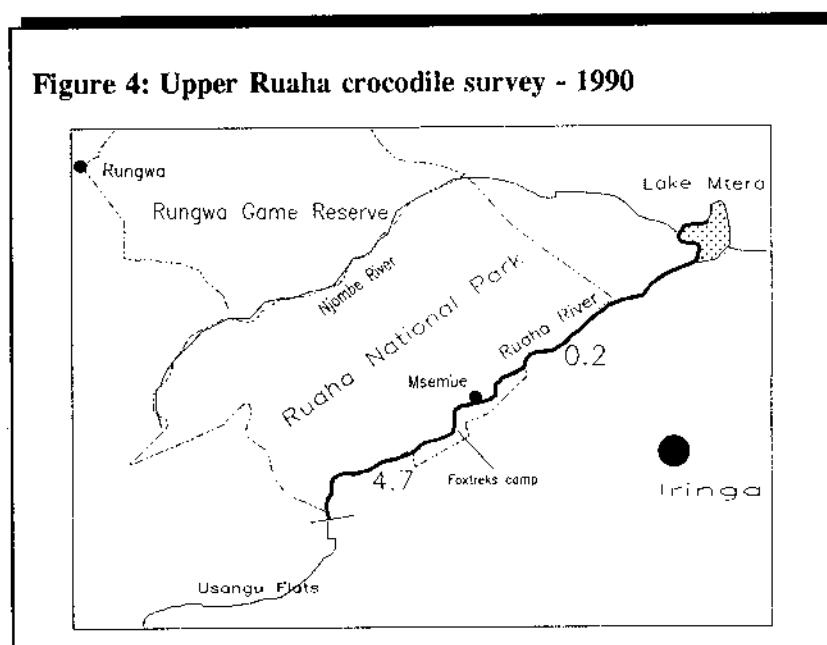 Figure 4: Upper Ruaha crocodile survey - 1990
Rungwa
Lake Mtera
Rungwa Game Reserve
Njombe River
Ruaha National Park
Ruaha River
0.2
Msembe
4.7
Foxtreks camp
Iringa
Usangu Flats